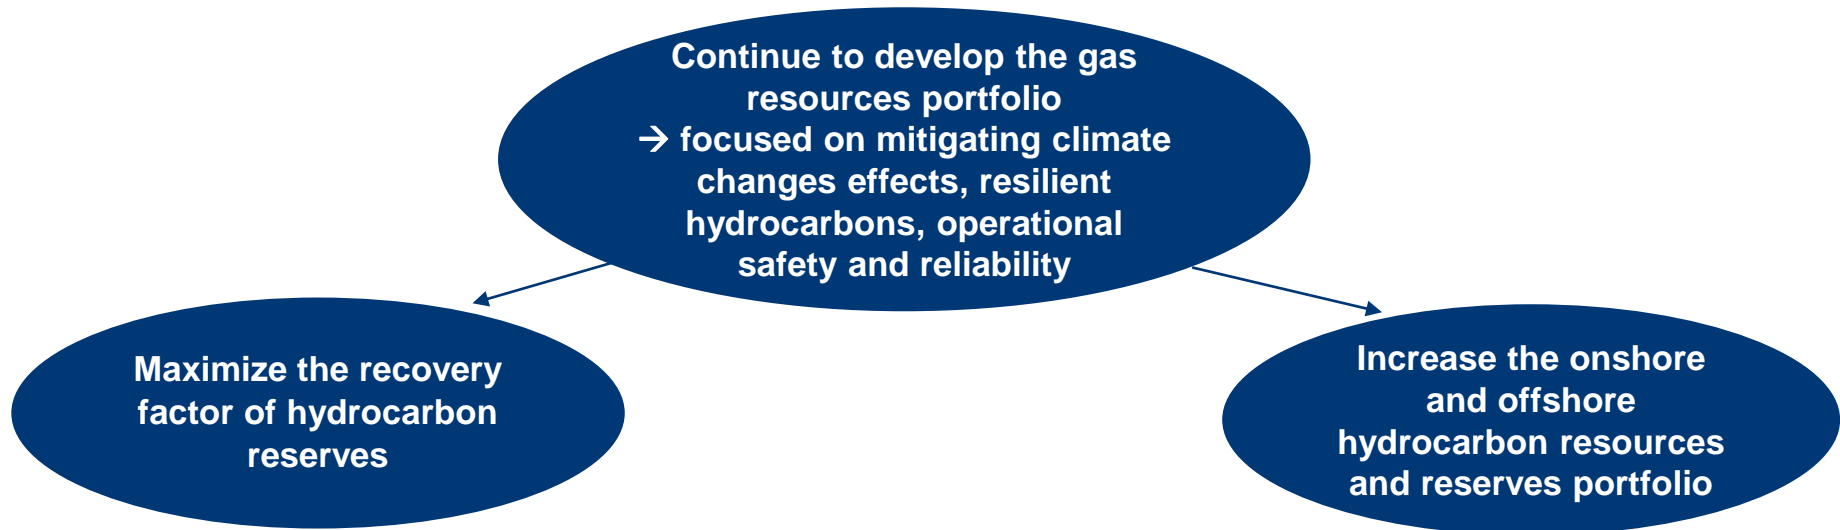 Continue to develop the gas
resources portfolio
→ focused on mitigating climate
changes effects, resilient
hydrocarbons, operational
safety and reliability
Maximize the recovery
factor of hydrocarbon
reserves
Increase the onshore
and offshore
hydrocarbon resources
and reserves portfolio